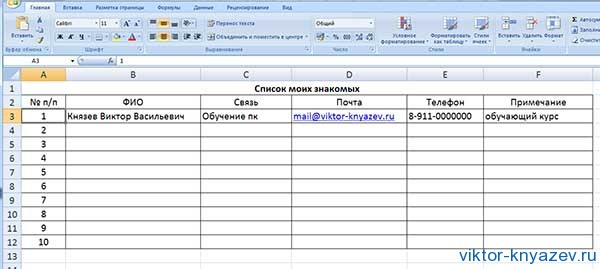 Главная Вставка Разметка страницы Формулы Данные Рецензирование Вид
Вставить
Calibri 11 Перенос текста Общий
Ж К Ч Объединить и поместить в центре % 000
Условное форматирование Форматировать как таблицу Стили ячеек
Вставить Удалить Формат
Буфер обмена Шрифт Выравнивание Число Стили Ячейки
A3 fx 1
A B C D E F
1 Список моих знакомых
2 № п/п ФИО Связь Почта Телефон Примечание
3 1 Князев Виктор Васильевич Обучение пк mail@viktor-knyazev.ru 8-911-0000000 обучающий курс
4 2
5 3
6 4
7 5
8 6
9 7
10 8
11 9
12 10
13
viktor-knyazev.ru